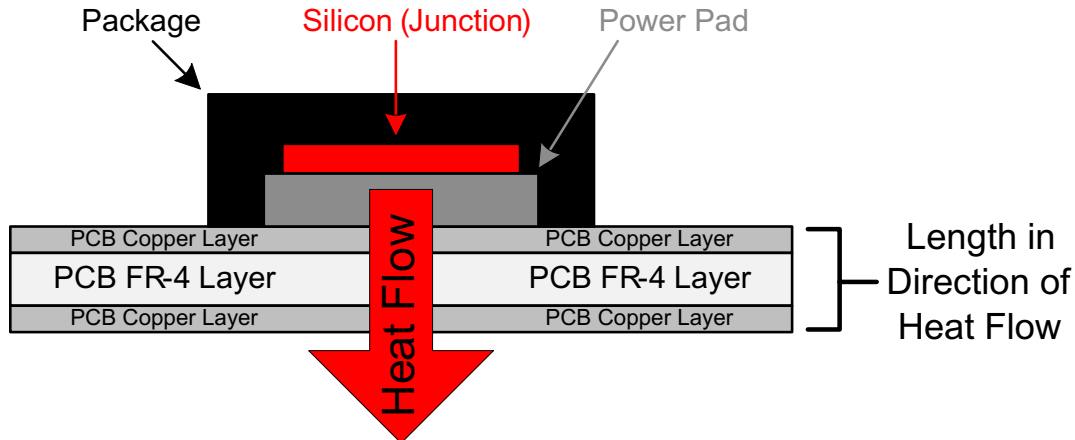 Package
Silicon (Junction)
Power Pad
PCB Copper Layer
PCB Copper Layer
PCB FR-4 Layer
PCB FR-4 Layer
PCB Copper Layer
PCB Copper Layer
Heat Flow
Length in
Direction of
Heat Flow